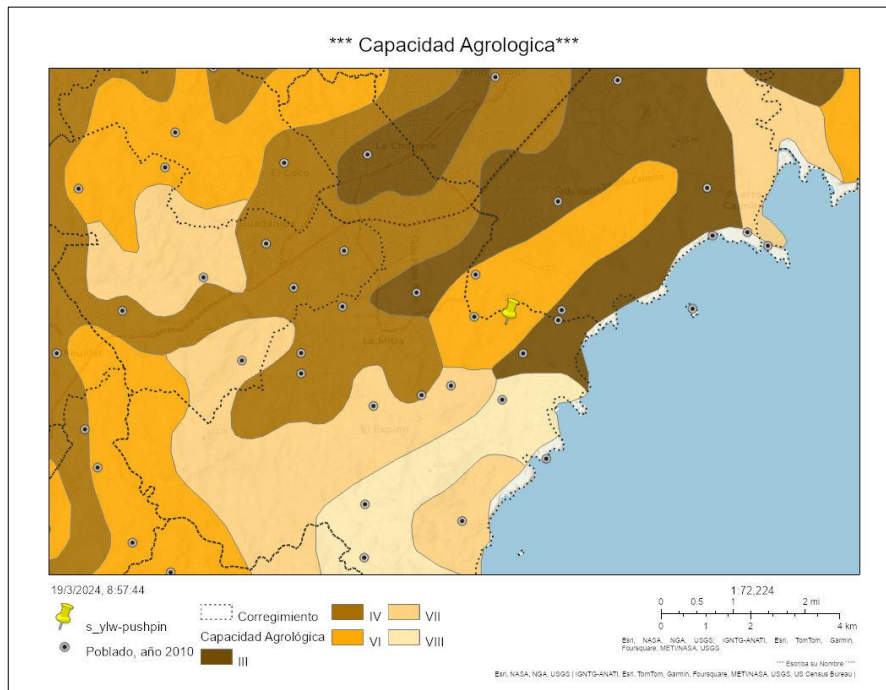 *** Capacidad Agrologica***
La Chorrera
El Coco
Guadalupe
Puerto
La Mitra
El Espino
19/3/2024, 8:57:44
s_ylw-pushpin
Poblado, año 2010
Corregimiento
Capacidad Agrológica
III
IV
VI
VII
VIII
1:72,224
0 0.5 1 2 mi
0 1 2 4 km
Esri, NASA, NGA, USGS; IGNTG-ANATI, Esri, TomTom, Garmin,
Foursquare, METI/NASA, USGS
*** Escriba su Nombre ***
Esri, NASA, NGA, USGS | IGNTG-ANATI, Esri, TomTom, Garmin, Foursquare, METI/NASA, USGS, US Census Bureau |